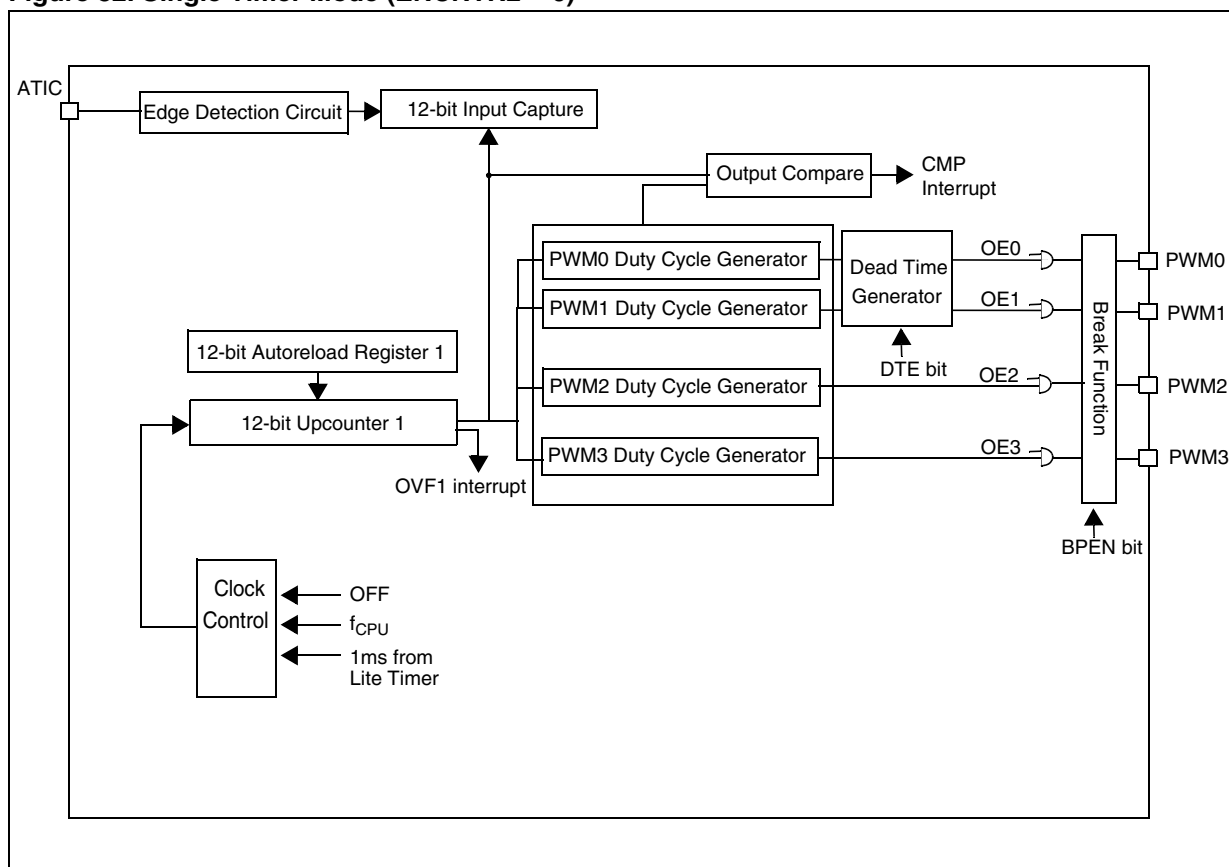 ATIC
Edge Detection Circuit
12-bit Input Capture
Output Compare
CMP
Interrupt
PWM0 Duty Cycle Generator
PWM1 Duty Cycle Generator
PWM2 Duty Cycle Generator
PWM3 Duty Cycle Generator
Dead Time
Generator
DTE bit
OE0
OE1
OE2
OE3
Break Function
BPEN bit
PWM0
PWM1
PWM2
PWM3
12-bit Autoreload Register 1
12-bit Upcounter 1
OVF1 interrupt
Clock
Control
OFF
fCPU
1ms from
Lite Timer